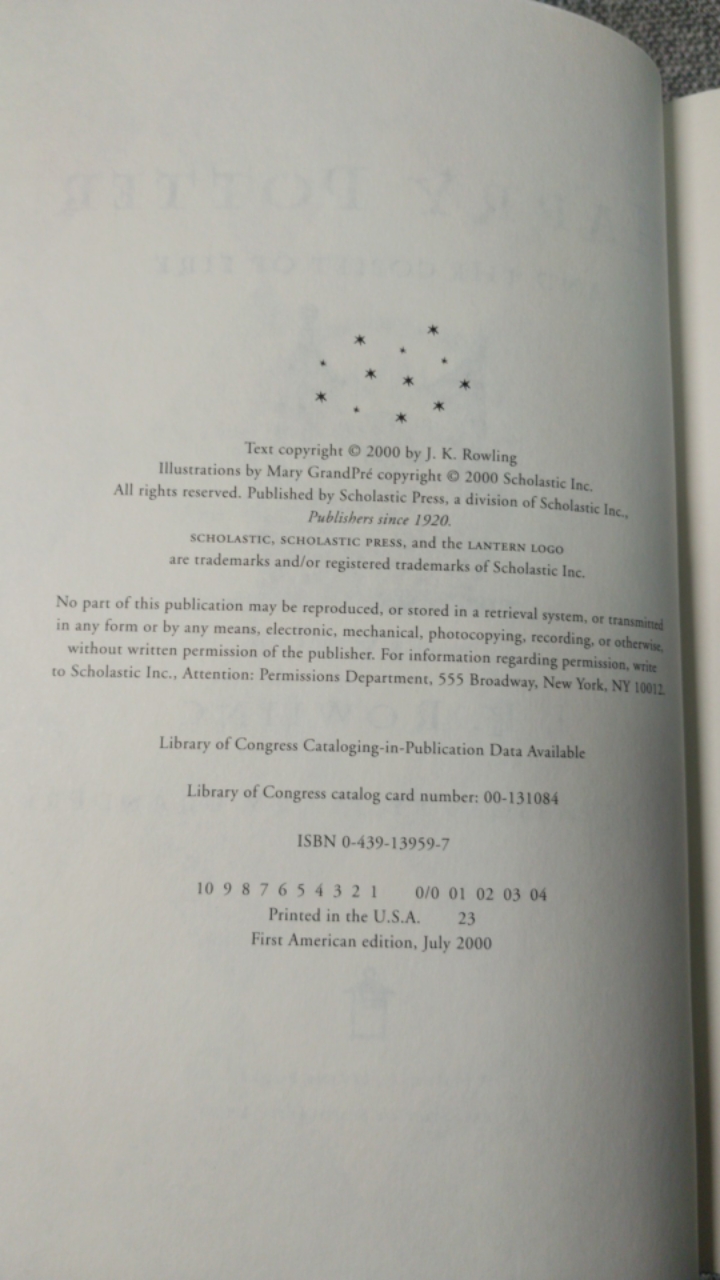 Text copyright © 2000 by J. K. Rowling
Illustrations by Mary GrandPré copyright © 2000 Scholastic Inc.
All rights reserved. Published by Scholastic Press, a division of Scholastic Inc.,
Publishers since 1920.
SCHOLASTIC, SCHOLASTIC PRESS, and the LANTERN LOGO
are trademarks and/or registered trademarks of Scholastic Inc.
No part of this publication may be reproduced, or stored in a retrieval system, or transmitted
in any form or by any means, electronic, mechanical, photocopying, recording, or otherwise,
without written permission of the publisher. For information regarding permission, write
to Scholastic Inc., Attention: Permissions Department, 555 Broadway, New York, NY 10012.
Library of Congress Cataloging-in-Publication Data Available
Library of Congress catalog card number: 00-131084
ISBN 0-439-13959-7
10 9 8 7 6 5 4 3 2 1 0/0 01 02 03 04
Printed in the U.S.A. 23
First American edition, July 2000